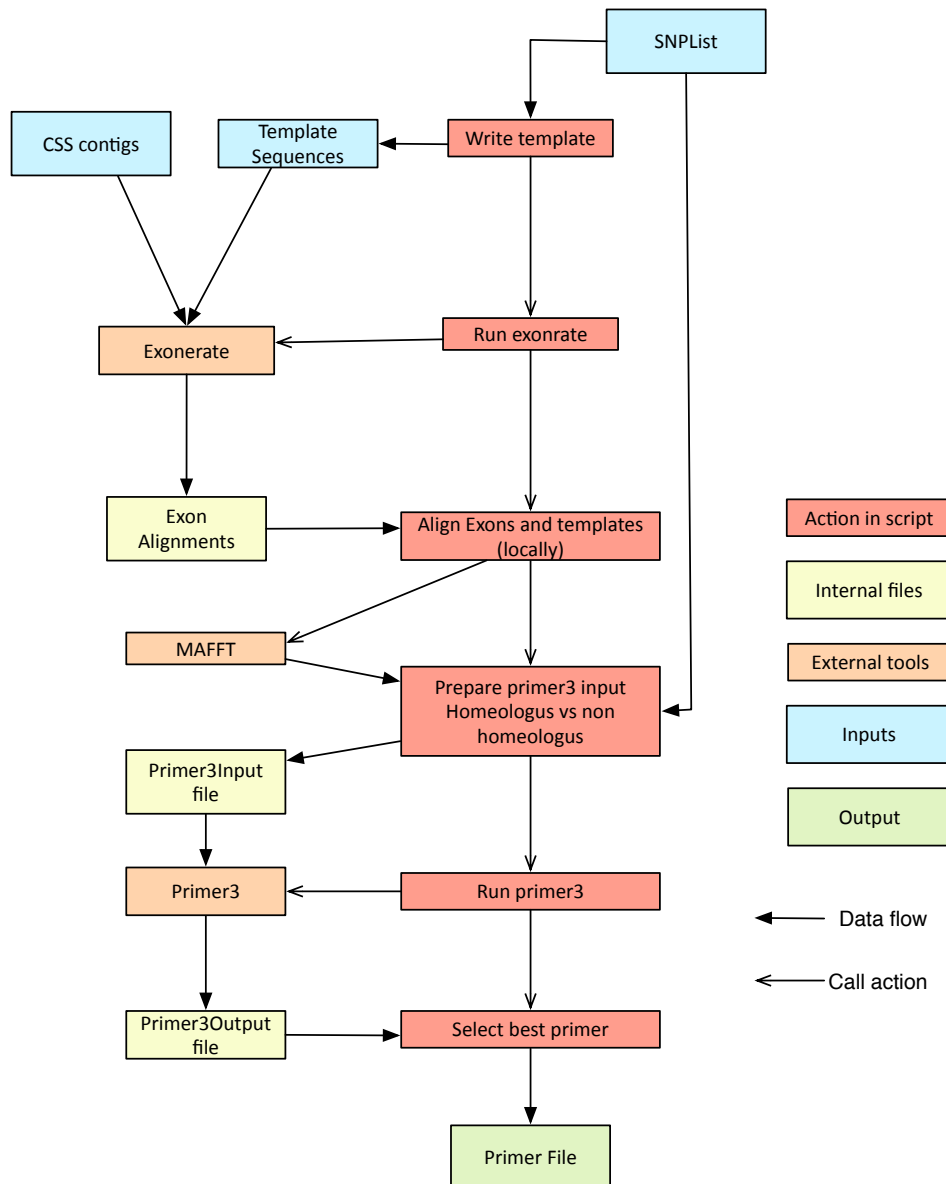 SNPList
CSS contigs
Template
Sequences
Write template
Exonerate
Run exonrate
Exon
Alignments
Align Exons and templates
(locally)
MAFFT
Prepare primer3 input
Homeologus vs non
homeologus
Primer3Input
file
Primer3
Run primer3
Primer3Output
file
Select best primer
Primer File
Action in script
Internal files
External tools
Inputs
Output
Data flow
Call action